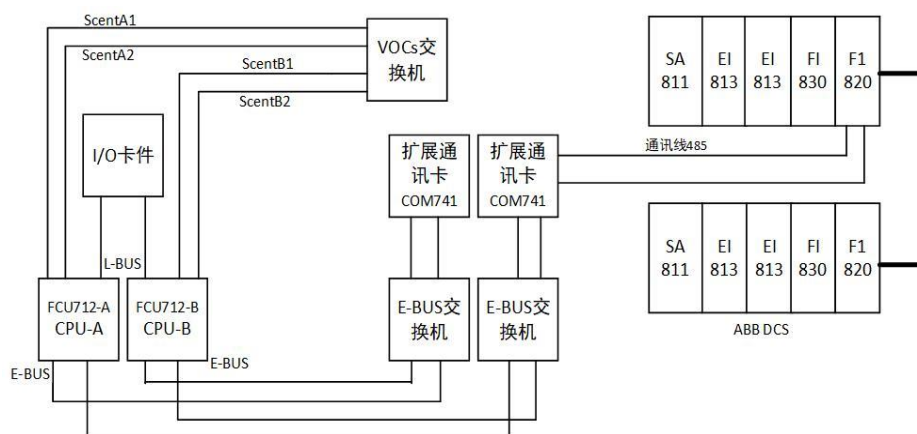 ScentA1
ScentA2
ScentB1
ScentB2
VOCs交
换机
I/O卡件
L-BUS
FCU712-A
CPU-A
FCU712-B
CPU-B
E-BUS
E-BUS
扩展通
讯卡
COM741
扩展通
讯卡
COM741
E-BUS交
换机
E-BUS交
换机
通讯线485
SA
811
EI
813
EI
813
FI
830
F1
820
SA
811
EI
813
EI
813
FI
830
F1
820
ABB DCS